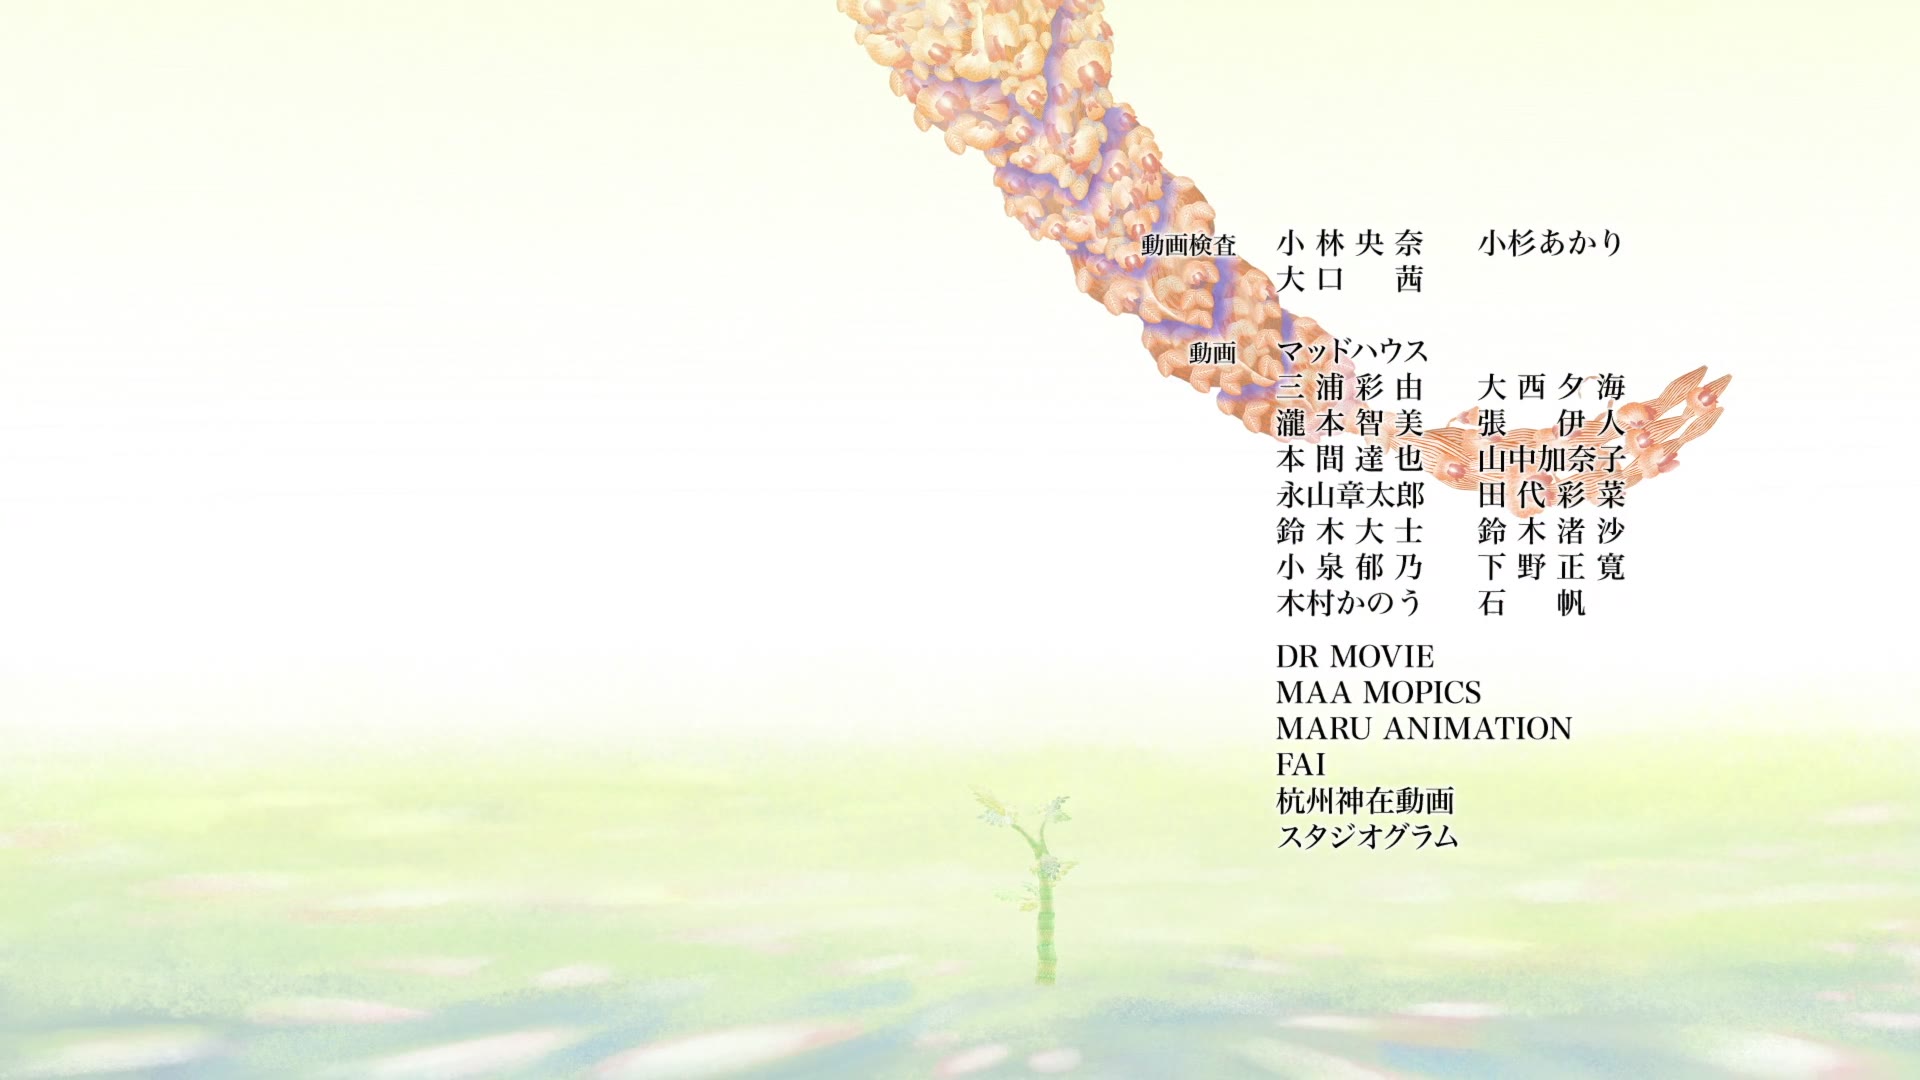 動画検査 小林央奈 小杉あかり
大口 茜
動画 マッドハウス
三浦彩由 大西夕海
瀧本智美 張 伊人
本間達也 山中加奈子
永山章太郎 田代彩菜
鈴木大士 鈴木渚沙
小泉郁乃 下野正寛
木村かのう 石 帆
DR MOVIE
MAA MOPICS
MARU ANIMATION
FAI
杭州神在動画
スタジオグラム